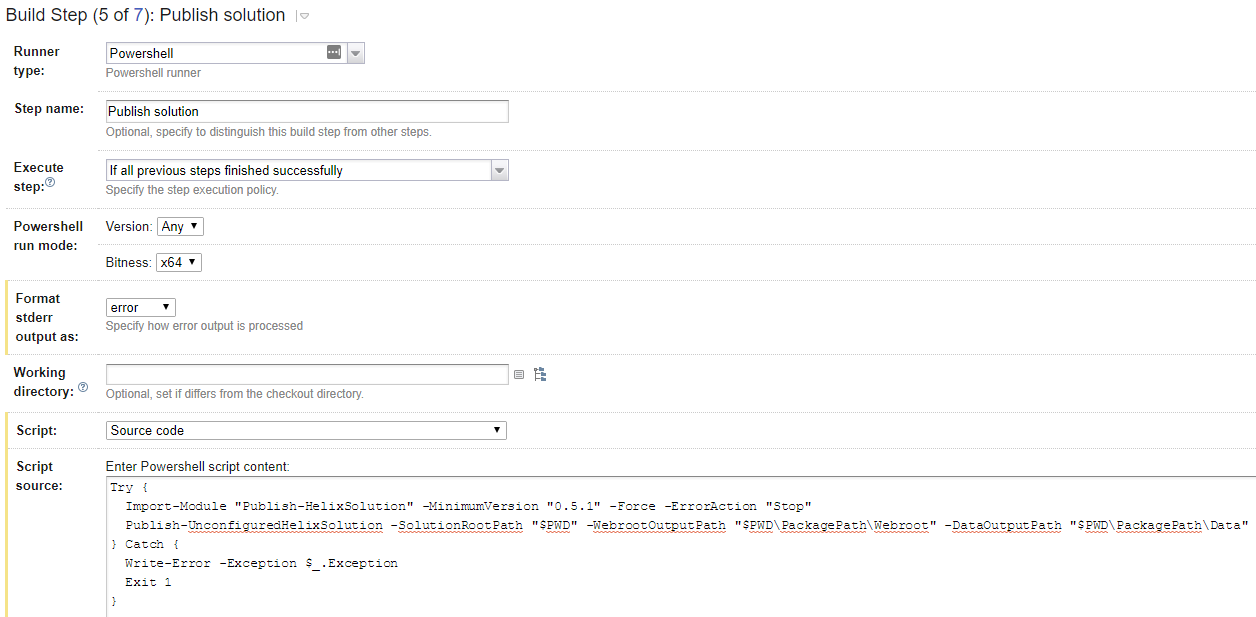 Build Step (5 of 7): Publish solution
Runner type:
Powershell
Powershell runner
Step name:
Publish solution
Optional, specify to distinguish this build step from other steps.
Execute step:
If all previous steps finished successfully
Specify the step execution policy.
Powershell run mode:
Version: Any
Bitness: x64
Format stderr output as:
error
Specify how error output is processed
Working directory:
Optional, set if differs from the checkout directory.
Script:
Source code
Script source:
Enter Powershell script content:
Try {
  Import-Module "Publish-HelixSolution" -MinimumVersion "0.5.1" -Force -ErrorAction "Stop"
  Publish-UnconfiguredHelixSolution -SolutionRootPath "$PWD" -WebrootOutputPath "$PWD\PackagePath\Webroot" -DataOutputPath "$PWD\PackagePath\Data"
} Catch {
  Write-Error -Exception $_.Exception
  Exit 1
}